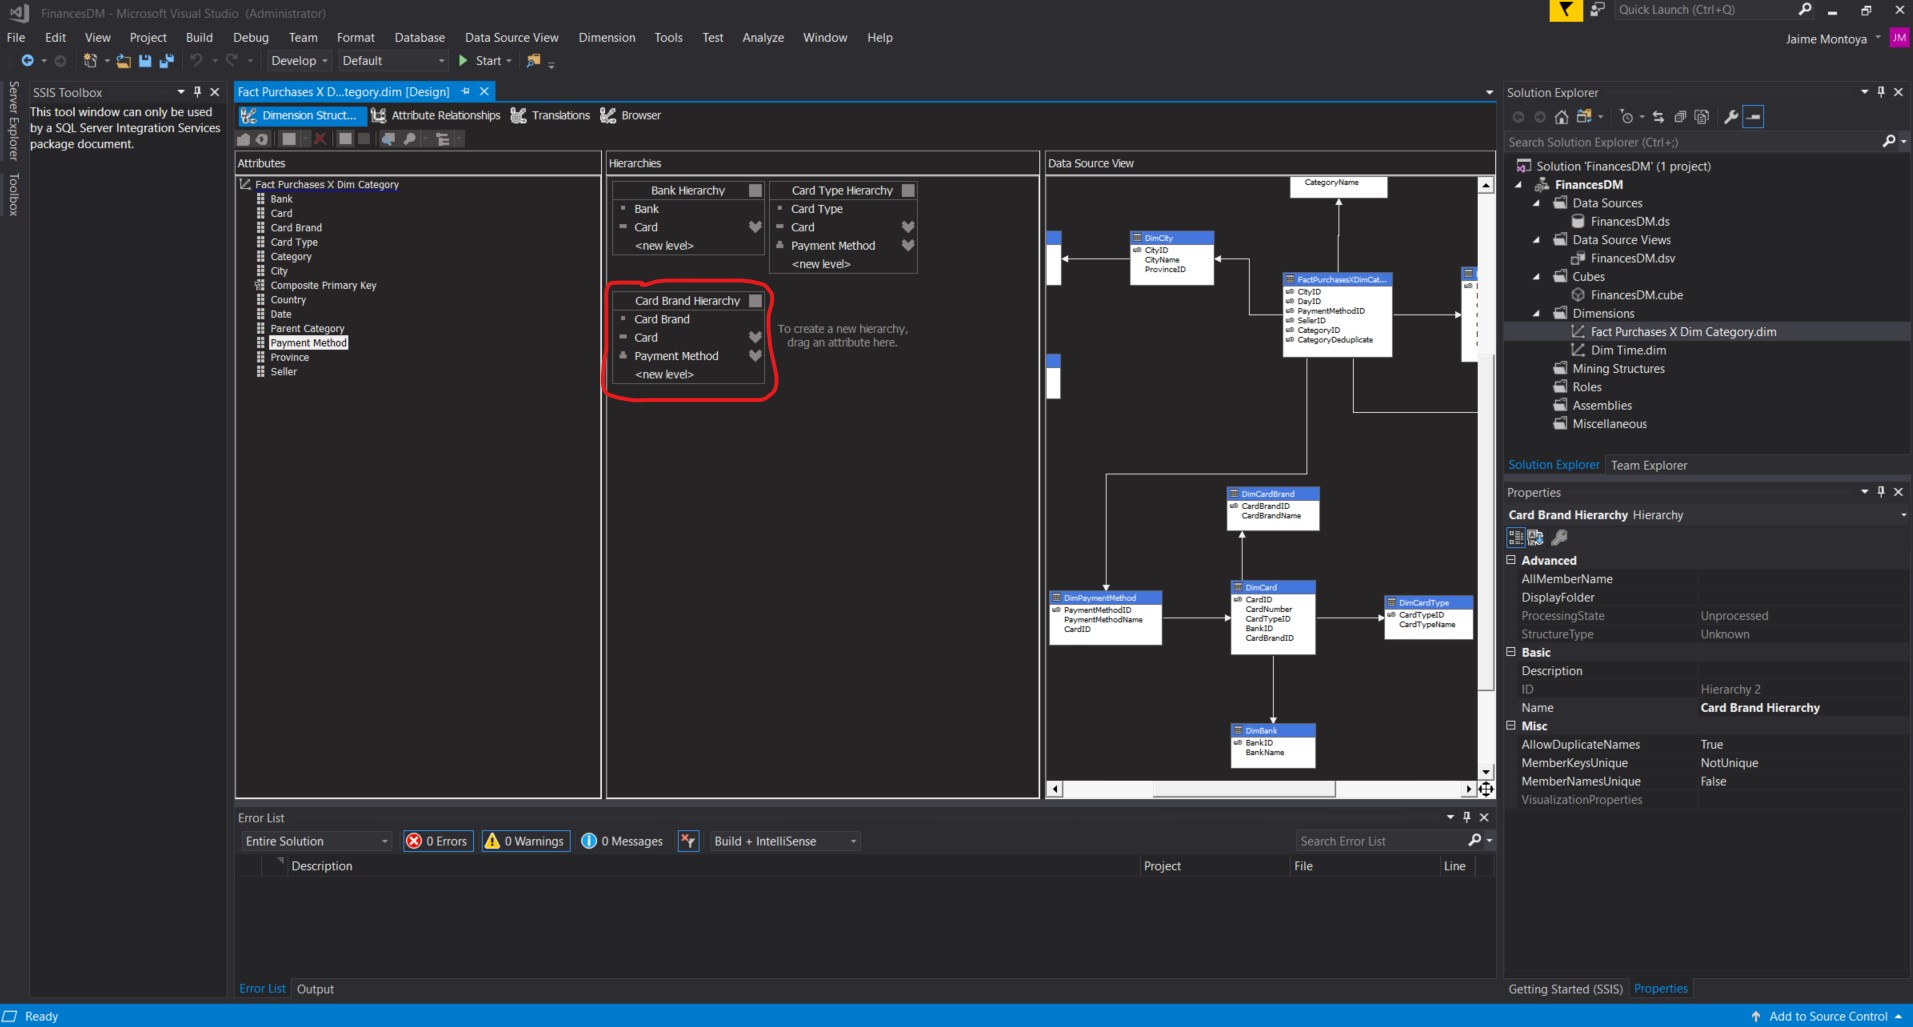 FinancesDM - Microsoft Visual Studio (Administrator)
Quick Launch (Ctrl+Q)
File Edit View Project Build Debug Team Format Database Data Source View Dimension Tools Test Analyze Window Help
Jaime Montoya JM
Develop Default Start
Server Explorer
Toolbox
SSIS Toolbox
This tool window can only be used
by a SQL Server Integration Services
package document.
Fact Purchases X D...tegory.dim [Design]
Dimension Struct... Attribute Relationships Translations Browser
Attributes
Fact Purchases X Dim Category
Bank
Card
Card Brand
Card Type
Category
City
Composite Primary Key
Country
Date
Parent Category
Payment Method
Province
Seller
Hierarchies
Bank Hierarchy
Bank
Card
<new level>
Card Type Hierarchy
Card Type
Card
Payment Method
<new level>
Card Brand Hierarchy
Card Brand
Card
Payment Method
<new level>
To create a new hierarchy,
drag an attribute here.
Data Source View
CategoryName
DimCity
CityID
CityName
ProvinceID
FactPurchasesXDimCat...
CityID
DayID
PaymentMethodID
SellerID
CategoryID
CategoryDeduplicate
DimCardBrand
CardBrandID
CardBrandName
DimPaymentMethod
PaymentMethodID
PaymentMethodName
CardID
DimCard
CardID
CardNumber
CardTypeID
BankID
CardBrandID
DimCardType
CardTypeID
CardTypeName
DimBank
BankID
BankName
Error List
Entire Solution 0 Errors 0 Warnings 0 Messages Build + IntelliSense Search Error List
Description Project File Line
Error List Output
Solution Explorer
Search Solution Explorer (Ctrl+;)
Solution 'FinancesDM' (1 project)
FinancesDM
Data Sources
FinancesDM.ds
Data Source Views
FinancesDM.dsv
Cubes
FinancesDM.cube
Dimensions
Fact Purchases X Dim Category.dim
Dim Time.dim
Mining Structures
Roles
Assemblies
Miscellaneous
Solution Explorer Team Explorer
Properties
Card Brand Hierarchy Hierarchy
Advanced
AllMemberName
DisplayFolder
ProcessingState Unprocessed
StructureType Unknown
Basic
Description
ID Hierarchy 2
Name Card Brand Hierarchy
Misc
AllowDuplicateNames True
MemberKeysUnique NotUnique
MemberNamesUnique False
VisualizationProperties
Getting Started (SSIS) Properties
Ready
Add to Source Control